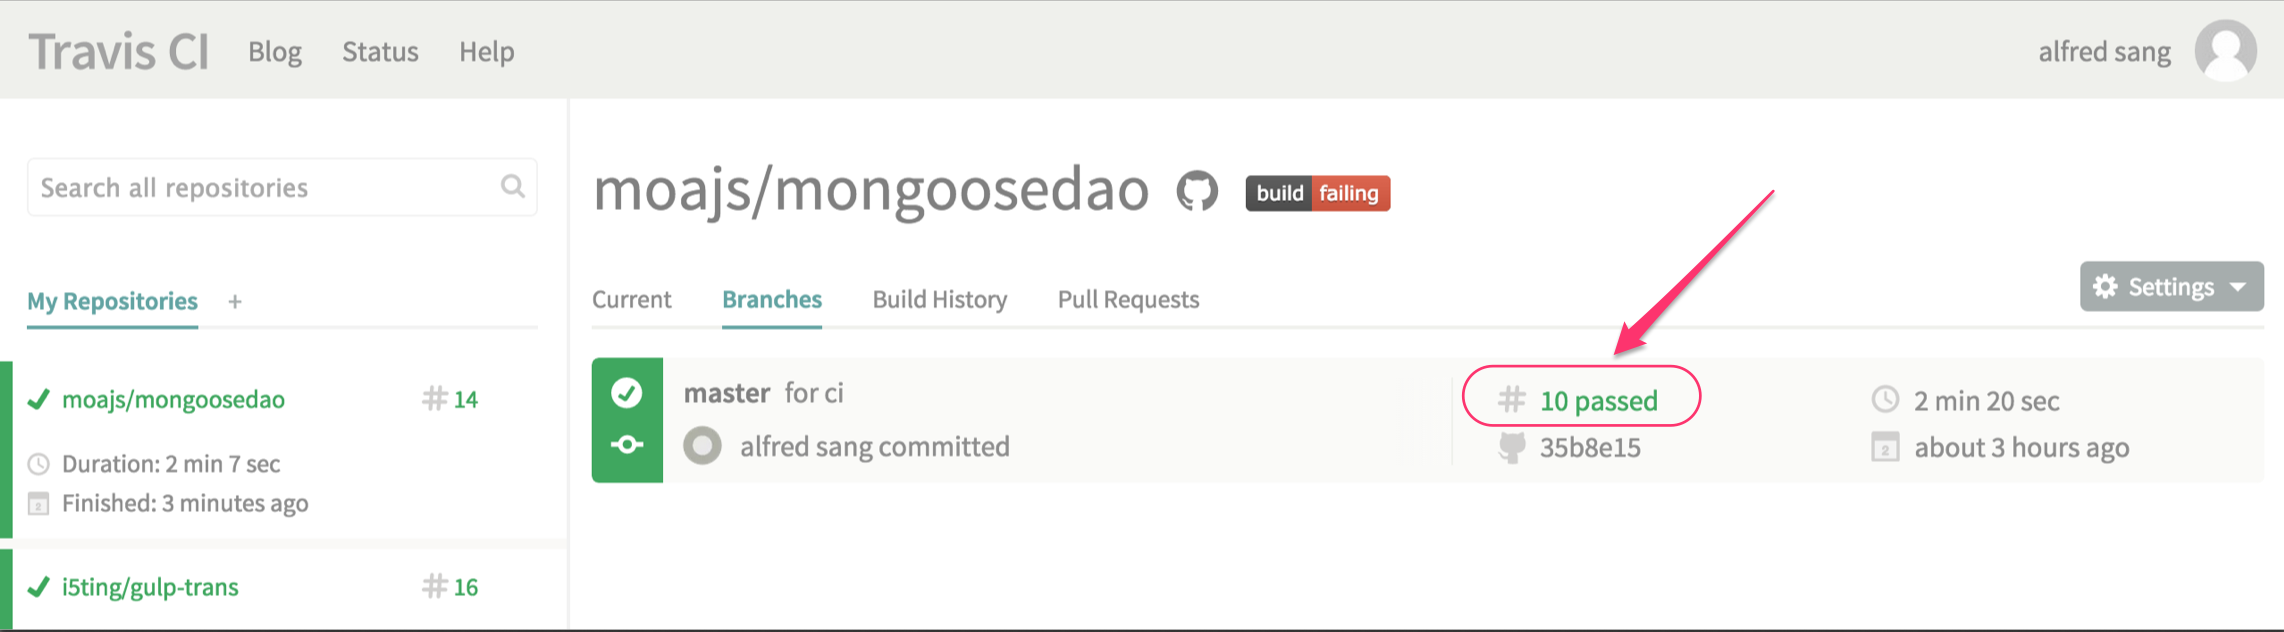 Travis CI Blog Status Help alfred sang
Search all repositories
My Repositories +
moajs/mongoosedao # 14
Duration: 2 min 7 sec
2 Finished: 3 minutes ago
i5ting/gulp-trans # 16
moajs/mongoosedao build failing
Settings
Current Branches Build History Pull Requests
master for ci # 10 passed 2 min 20 sec
alfred sang committed 35b8e15 2 about 3 hours ago